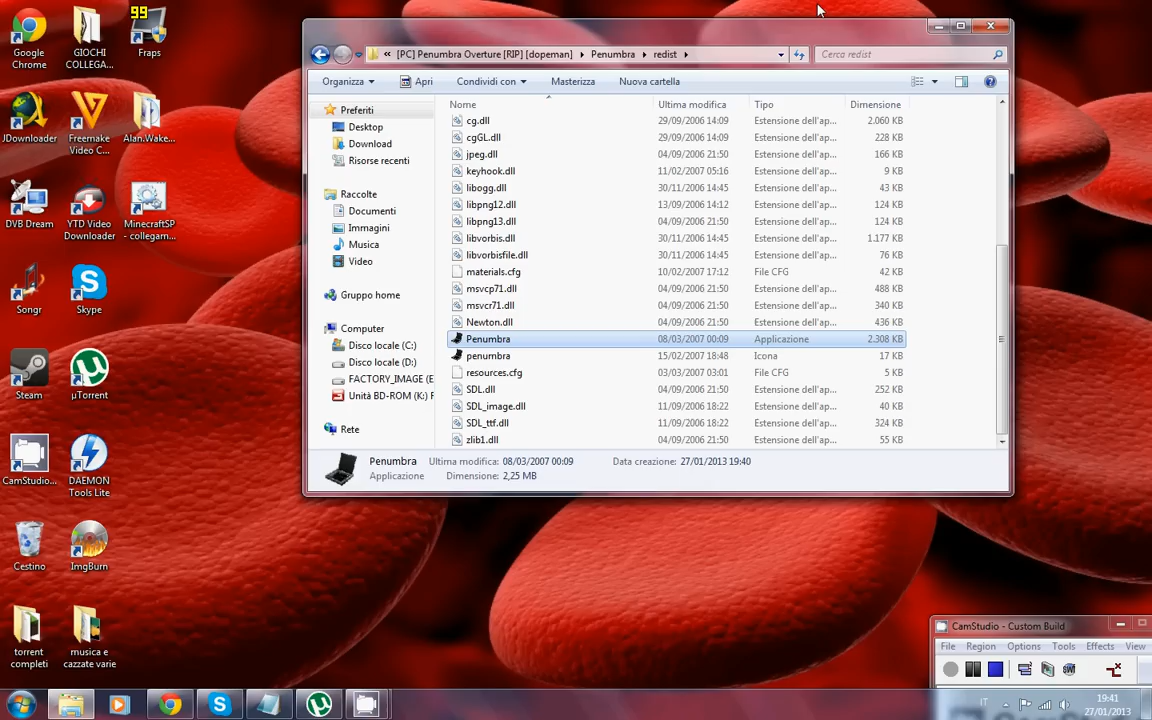 Google Chrome
GIOCHI COLLEGA...
99
Fraps
JDownloader
Freemake Video C...
Alan.Wake...
DVB Dream
YTD Video Downloader
MinecraftSP - collegam...
Songr
Skype
Steam
µTorrent
CamStudio...
DAEMON Tools Lite
Cestino
ImgBurn
torrent completi
musica e cazzate varie
« [PC] Penumbra Overture [RIP] [dopeman] Penumbra redist
Cerca redist
Organizza Apri Condividi con Masterizza Nuova cartella
Preferiti
Desktop
Download
Risorse recenti
Raccolte
Documenti
Immagini
Musica
Video
Gruppo home
Computer
Disco locale (C:)
Disco locale (D:)
FACTORY_IMAGE (E
Unità BD-ROM (K:) F
Rete
Nome Ultima modifica Tipo Dimensione
cg.dll 29/09/2006 14:09 Estensione dell'ap... 2.060 KB
cgGL.dll 29/09/2006 14:09 Estensione dell'ap... 228 KB
jpeg.dll 04/09/2006 21:50 Estensione dell'ap... 166 KB
keyhook.dll 11/02/2007 05:16 Estensione dell'ap... 9 KB
libogg.dll 30/11/2006 14:45 Estensione dell'ap... 43 KB
libpng12.dll 13/09/2006 14:12 Estensione dell'ap... 124 KB
libpng13.dll 04/09/2006 21:50 Estensione dell'ap... 124 KB
libvorbis.dll 30/11/2006 14:45 Estensione dell'ap... 1.177 KB
libvorbisfile.dll 30/11/2006 14:45 Estensione dell'ap... 76 KB
materials.cfg 10/02/2007 17:12 File CFG 42 KB
msvcp71.dll 04/09/2006 21:50 Estensione dell'ap... 488 KB
msvcr71.dll 04/09/2006 21:50 Estensione dell'ap... 340 KB
Newton.dll 04/09/2006 21:50 Estensione dell'ap... 436 KB
Penumbra 08/03/2007 00:09 Applicazione 2.308 KB
penumbra 15/02/2007 18:48 Icona 17 KB
resources.cfg 03/03/2007 03:01 File CFG 5 KB
SDL.dll 04/09/2006 21:50 Estensione dell'ap... 252 KB
SDL_image.dll 11/09/2006 18:22 Estensione dell'ap... 40 KB
SDL_ttf.dll 11/09/2006 18:22 Estensione dell'ap... 324 KB
zlib1.dll 04/09/2006 21:50 Estensione dell'ap... 55 KB
Penumbra Ultima modifica: 08/03/2007 00:09 Data creazione: 27/01/2013 19:40
Applicazione Dimensione: 2,25 MB
CamStudio - Custom Build
File Region Options Tools Effects View
IT
19:41
27/01/2013